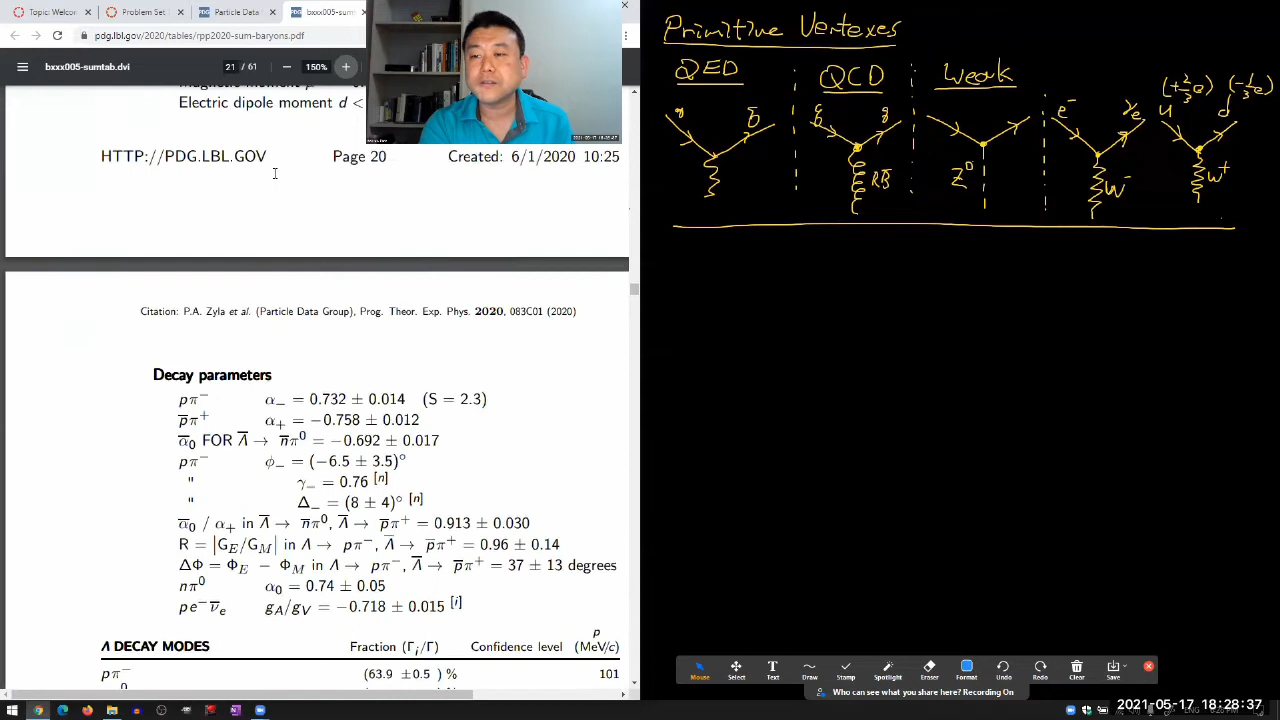 Topic Welcom
Problem Set
PDG
PDG
bxxx005-sum
pdg.lbl.gov/2020/tables/rpp2020-sum-baryons.pdf
bxxx005-sumtab.dvi
21 / 61
150%
Electric dipole moment d <
HTTP://PDG.LBL.GOV Page 20 Created: 6/1/2020 10:25
Citation: P.A. Zyla et al. (Particle Data Group), Prog. Theor. Exp. Phys. 2020, 083C01 (2020)
Decay parameters
pπ⁻ α₋ = 0.732 ± 0.014 (S = 2.3)
p̅π⁺ α₊ = −0.758 ± 0.012
α̅₀ FOR Λ̅ → n̅π⁰ = −0.692 ± 0.017
pπ⁻ ϕ₋ = (−6.5 ± 3.5)°
" γ₋ = 0.76 [n]
" Δ₋ = (8 ± 4)° [n]
α̅₀ / α₊ in Λ̅ → n̅π⁰, Λ̅ → p̅π⁺ = 0.913 ± 0.030
R = |G_E/G_M| in Λ → pπ⁻, Λ̅ → p̅π⁺ = 0.96 ± 0.14
ΔΦ = Φ_E − Φ_M in Λ → pπ⁻, Λ̅ → p̅π⁺ = 37 ± 13 degrees
nπ⁰ α₀ = 0.74 ± 0.05
pe⁻ν̅ₑ g_A/g_V = −0.718 ± 0.015 [i]
p
Λ DECAY MODES Fraction (Γᵢ/Γ) Confidence level (MeV/c)
pπ⁻ (63.9 ± 0.5 ) % 101
Primitive Vertexes
QED QCD Weak
(+2/3 e) (-1/3 e)
e⁻ νₑ u d
Z⁰ W⁻ W⁺
Mouse Select Text Draw Stamp Spotlight Eraser Format Undo Redo Clear Save
Who can see what you share here? Recording On
2021-05-17 18:28:37